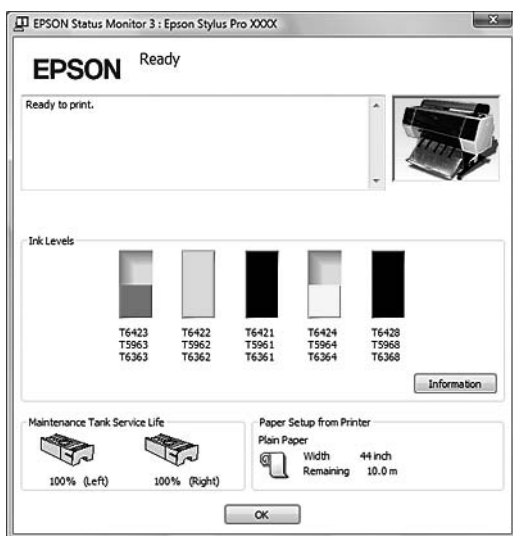 EPSON Status Monitor 3 : Epson Stylus Pro XXXX
EPSON
Ready
Ready to print.
Ink Levels
T6423 T6422 T6421 T6424 T6428
T5963 T5962 T5961 T5964 T5968
T6363 T6362 T6361 T6364 T6368
Information
Maintenance Tank Service Life
100% (Left) 100% (Right)
Paper Setup from Printer
Plain Paper
Width 44 inch
Remaining 10.0 m
OK